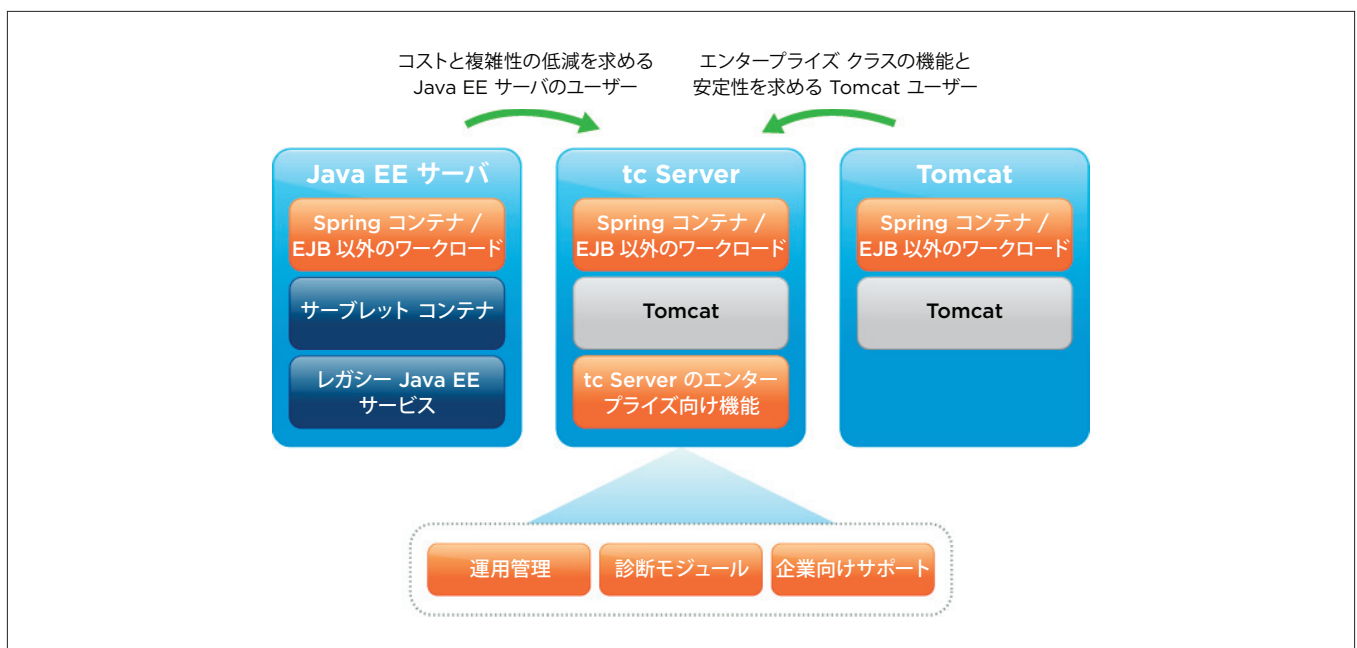 コストと複雑性の低減を求める
Java EE サーバのユーザー
エンタープライズ クラスの機能と
安定性を求める Tomcat ユーザー
Java EE サーバ
Spring コンテナ /
EJB 以外のワークロード
サーブレット コンテナ
レガシー Java EE
サービス
tc Server
Spring コンテナ /
EJB 以外のワークロード
Tomcat
tc Server のエンター
プライズ向け機能
Tomcat
Spring コンテナ /
EJB 以外のワークロード
Tomcat
運用管理
診断モジュール
企業向けサポート